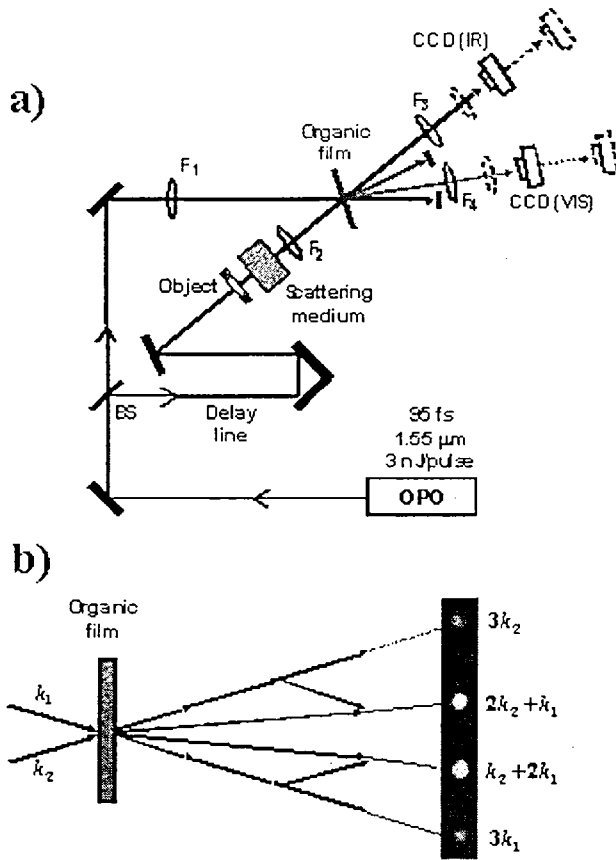 a)
CCD (IR)
F3
Organic
film
F1
F4
CCD (VIS)
F2
Object
Scattering
medium
BS
Delay
line
95 fs
1.55 µm
3 nJ/pulse
OPO
b)
Organic
film
3k2
k1
2k2 + k1
k2
k2 + 2k1
3k1